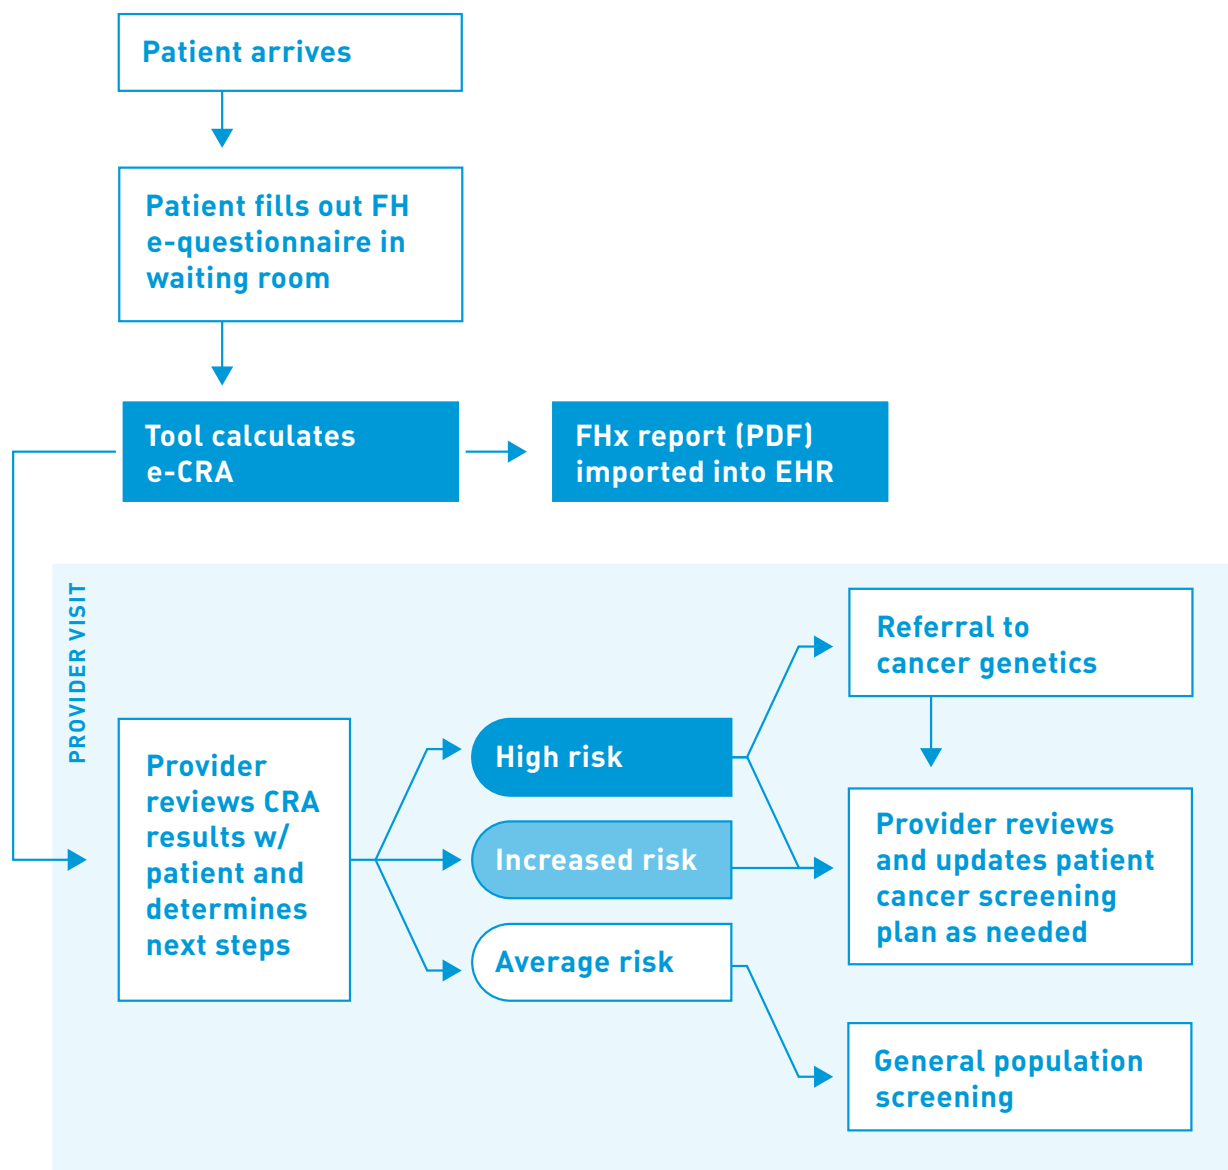 Patient arrives
Patient fills out FH
e-questionnaire in
waiting room
Tool calculates
e-CRA
FHx report (PDF)
imported into EHR
PROVIDER VISIT
Provider
reviews CRA
results w/
patient and
determines
next steps
High risk
Increased risk
Average risk
Referral to
cancer genetics
Provider reviews
and updates patient
cancer screening
plan as needed
General population
screening